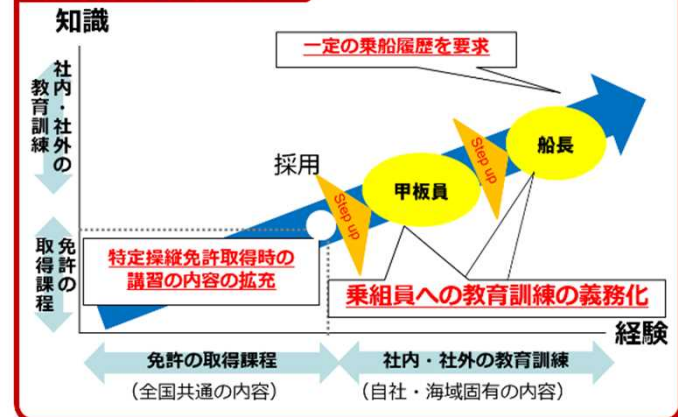 知識
一定の乗船履歴を要求
社内・社外の
教育訓練
船長
Step up
採用
甲板員
Step up
免許の
取得課程
特定操縦免許取得時の
講習の内容の拡充
乗組員への教育訓練の義務化
経験
免許の取得課程
社内・社外の教育訓練
(全国共通の内容)
(自社・海域固有の内容)